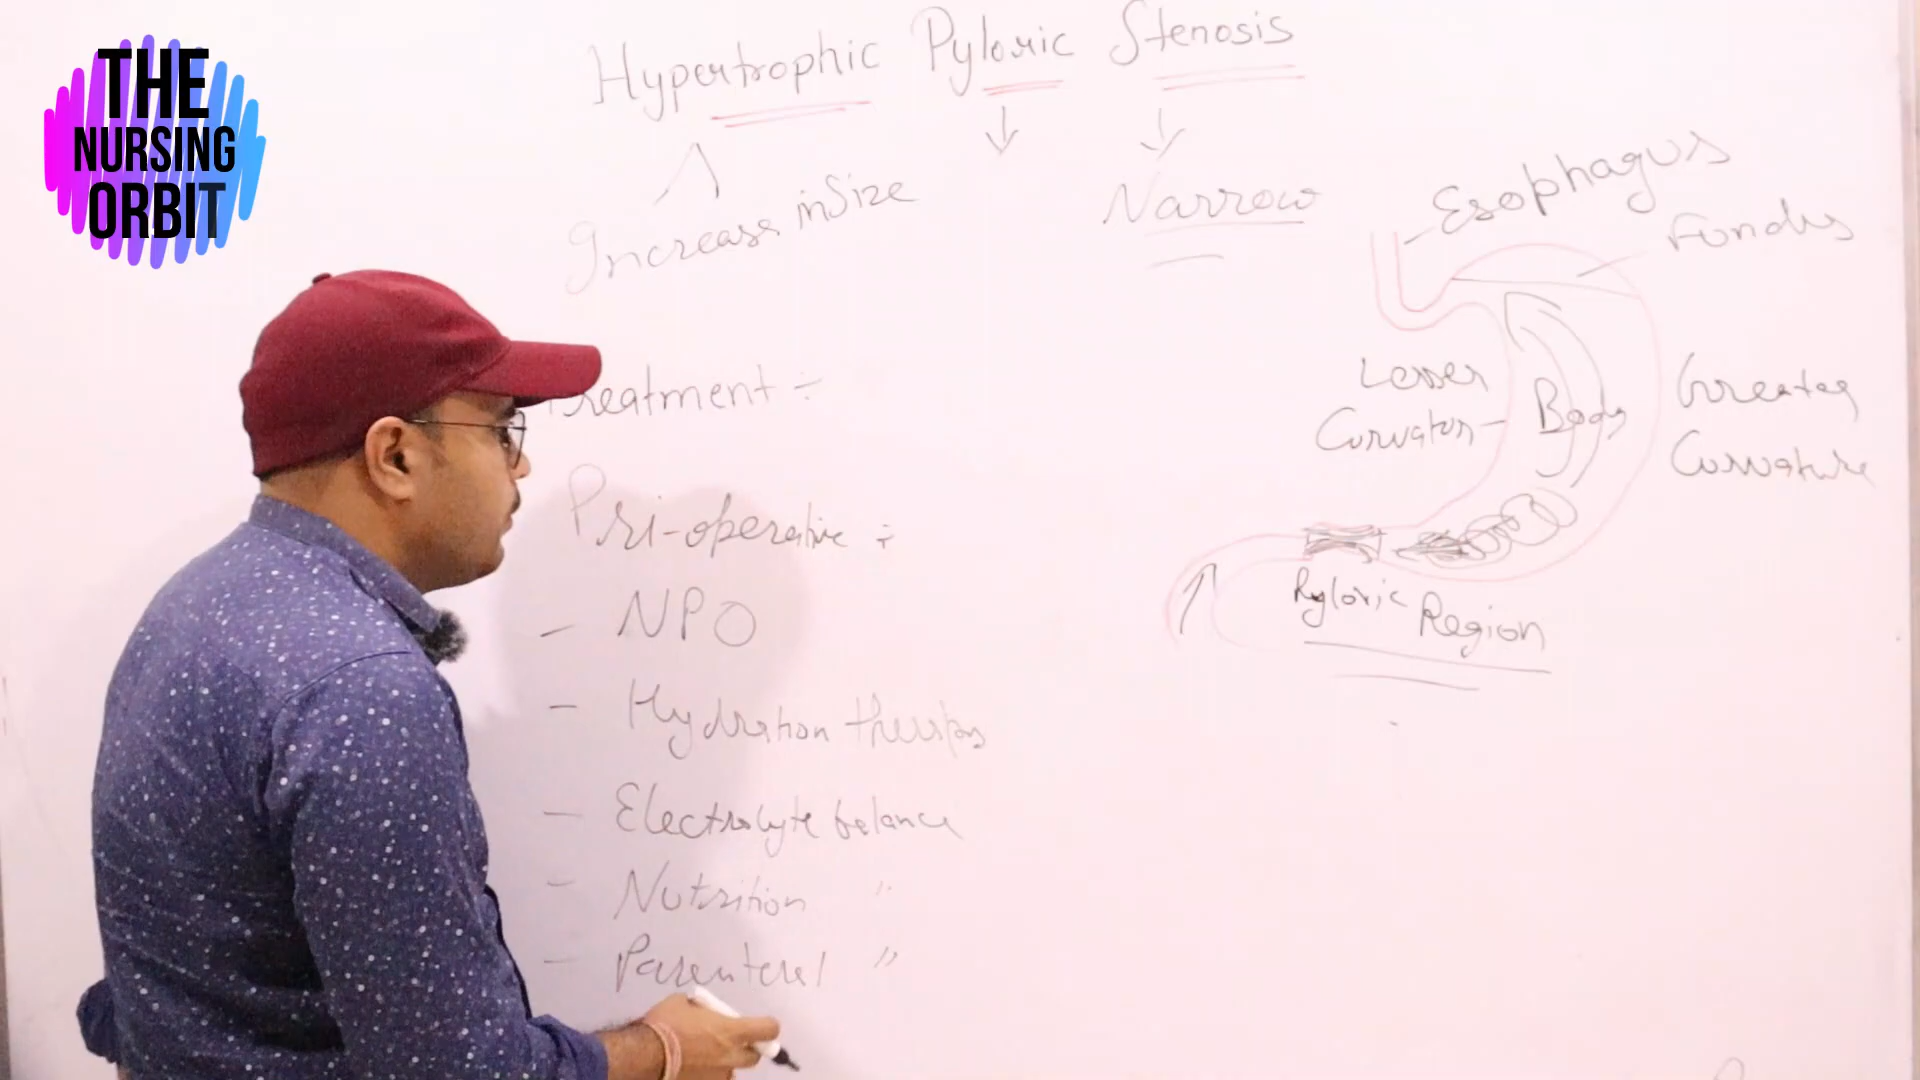 THE
NURSING
ORBIT
Hypertrophic Pyloric Stenosis
Increase in Size
Narrow
Esophagus
Fundus
Lesser
Body
Greater
Curvature
Pyloric Region
Treatment ÷
Pri-operative ÷
- NPO
- Hydration therapy
- Electrolyte balance
- Nutrition "
- Parenteral "